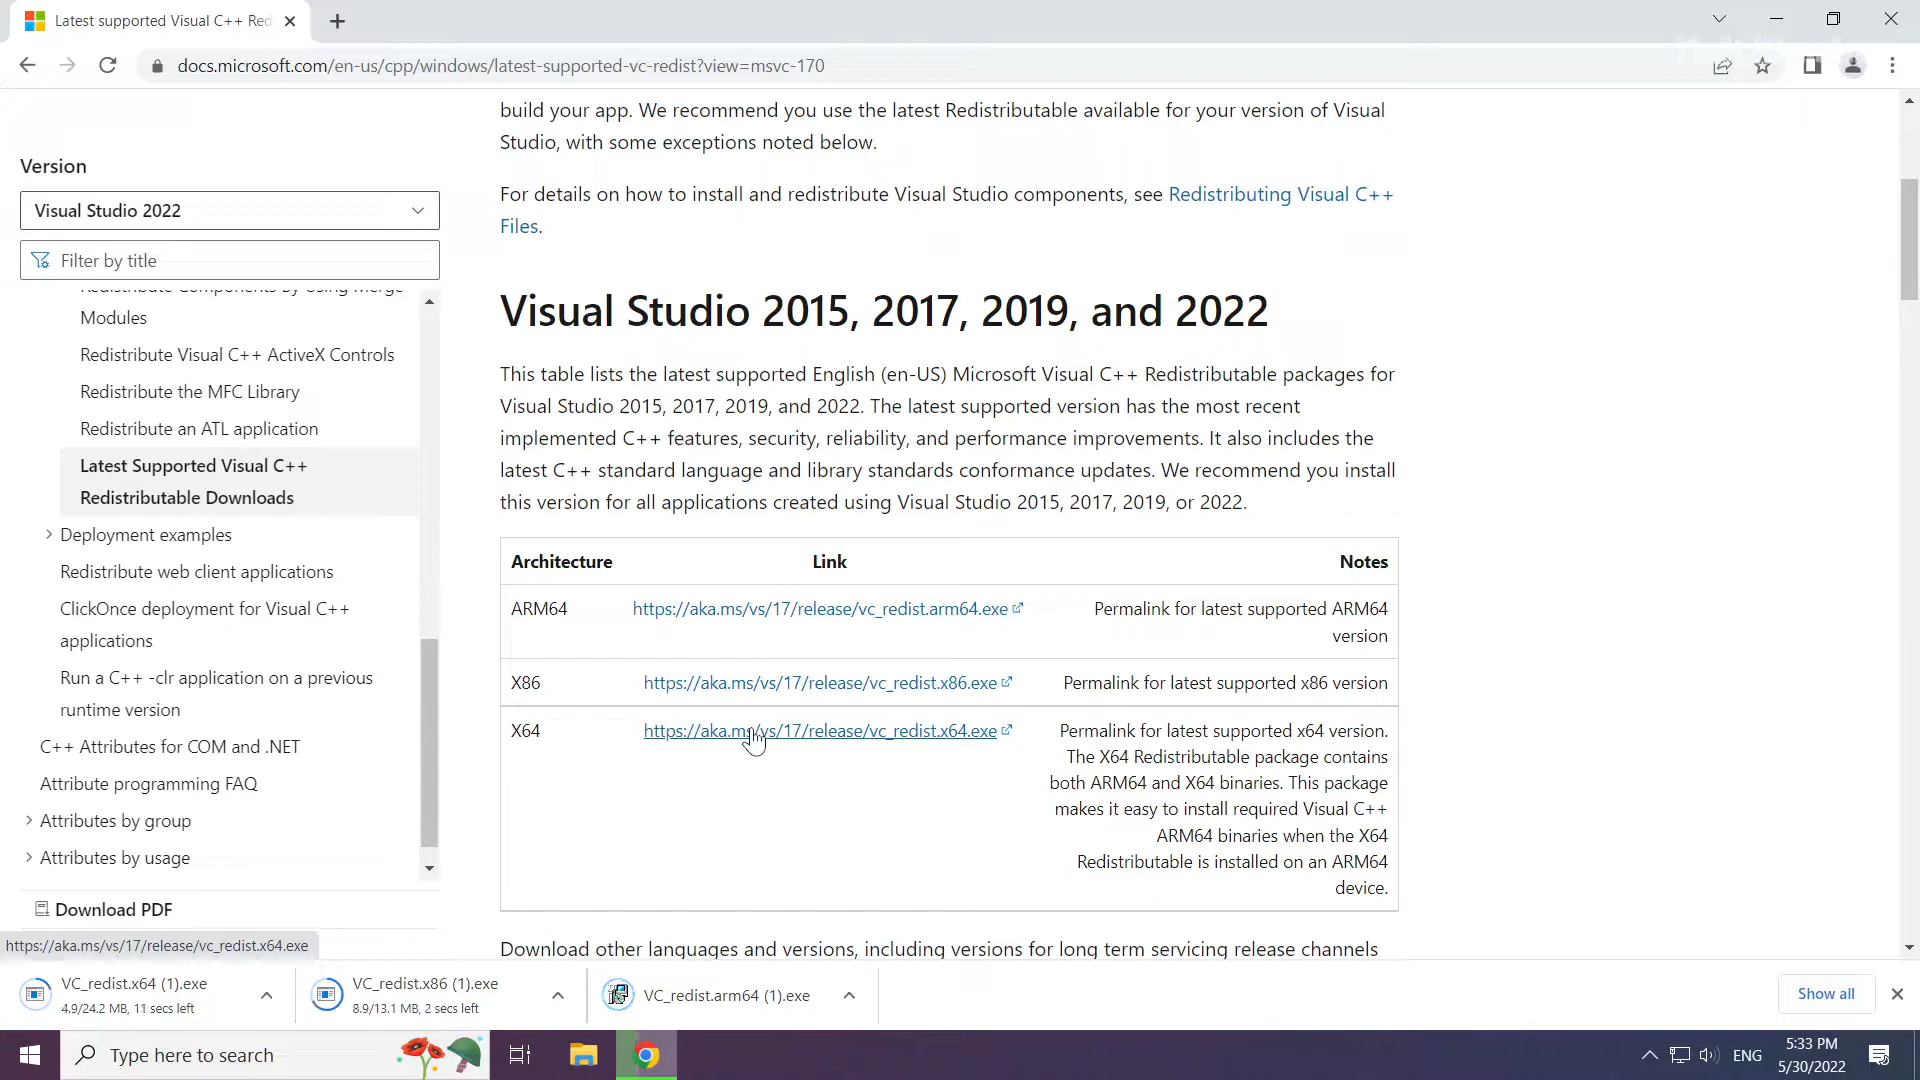 Latest supported Visual C++ Red
docs.microsoft.com/en-us/cpp/windows/latest-supported-vc-redist?view=msvc-170
Version
Visual Studio 2022
Filter by title
Redistribute Components By Using Merge
Modules
Redistribute Visual C++ ActiveX Controls
Redistribute the MFC Library
Redistribute an ATL application
Latest Supported Visual C++
Redistributable Downloads
Deployment examples
Redistribute web client applications
ClickOnce deployment for Visual C++
applications
Run a C++ -clr application on a previous
runtime version
C++ Attributes for COM and .NET
Attribute programming FAQ
Attributes by group
Attributes by usage
Download PDF
build your app. We recommend you use the latest Redistributable available for your version of Visual
Studio, with some exceptions noted below.
For details on how to install and redistribute Visual Studio components, see Redistributing Visual C++
Files.
Visual Studio 2015, 2017, 2019, and 2022
This table lists the latest supported English (en-US) Microsoft Visual C++ Redistributable packages for
Visual Studio 2015, 2017, 2019, and 2022. The latest supported version has the most recent
implemented C++ features, security, reliability, and performance improvements. It also includes the
latest C++ standard language and library standards conformance updates. We recommend you install
this version for all applications created using Visual Studio 2015, 2017, 2019, or 2022.
Architecture Link Notes
ARM64 https://aka.ms/vs/17/release/vc_redist.arm64.exe Permalink for latest supported ARM64
version
X86 https://aka.ms/vs/17/release/vc_redist.x86.exe Permalink for latest supported x86 version
X64 https://aka.ms/vs/17/release/vc_redist.x64.exe Permalink for latest supported x64 version.
The X64 Redistributable package contains
both ARM64 and X64 binaries. This package
makes it easy to install required Visual C++
ARM64 binaries when the X64
Redistributable is installed on an ARM64
device.
Download other languages and versions, including versions for long term servicing release channels
https://aka.ms/vs/17/release/vc_redist.x64.exe
VC_redist.x64 (1).exe
4.9/24.2 MB, 11 secs left
VC_redist.x86 (1).exe
8.9/13.1 MB, 2 secs left
VC_redist.arm64 (1).exe
Show all
Type here to search
ENG
5:33 PM
5/30/2022